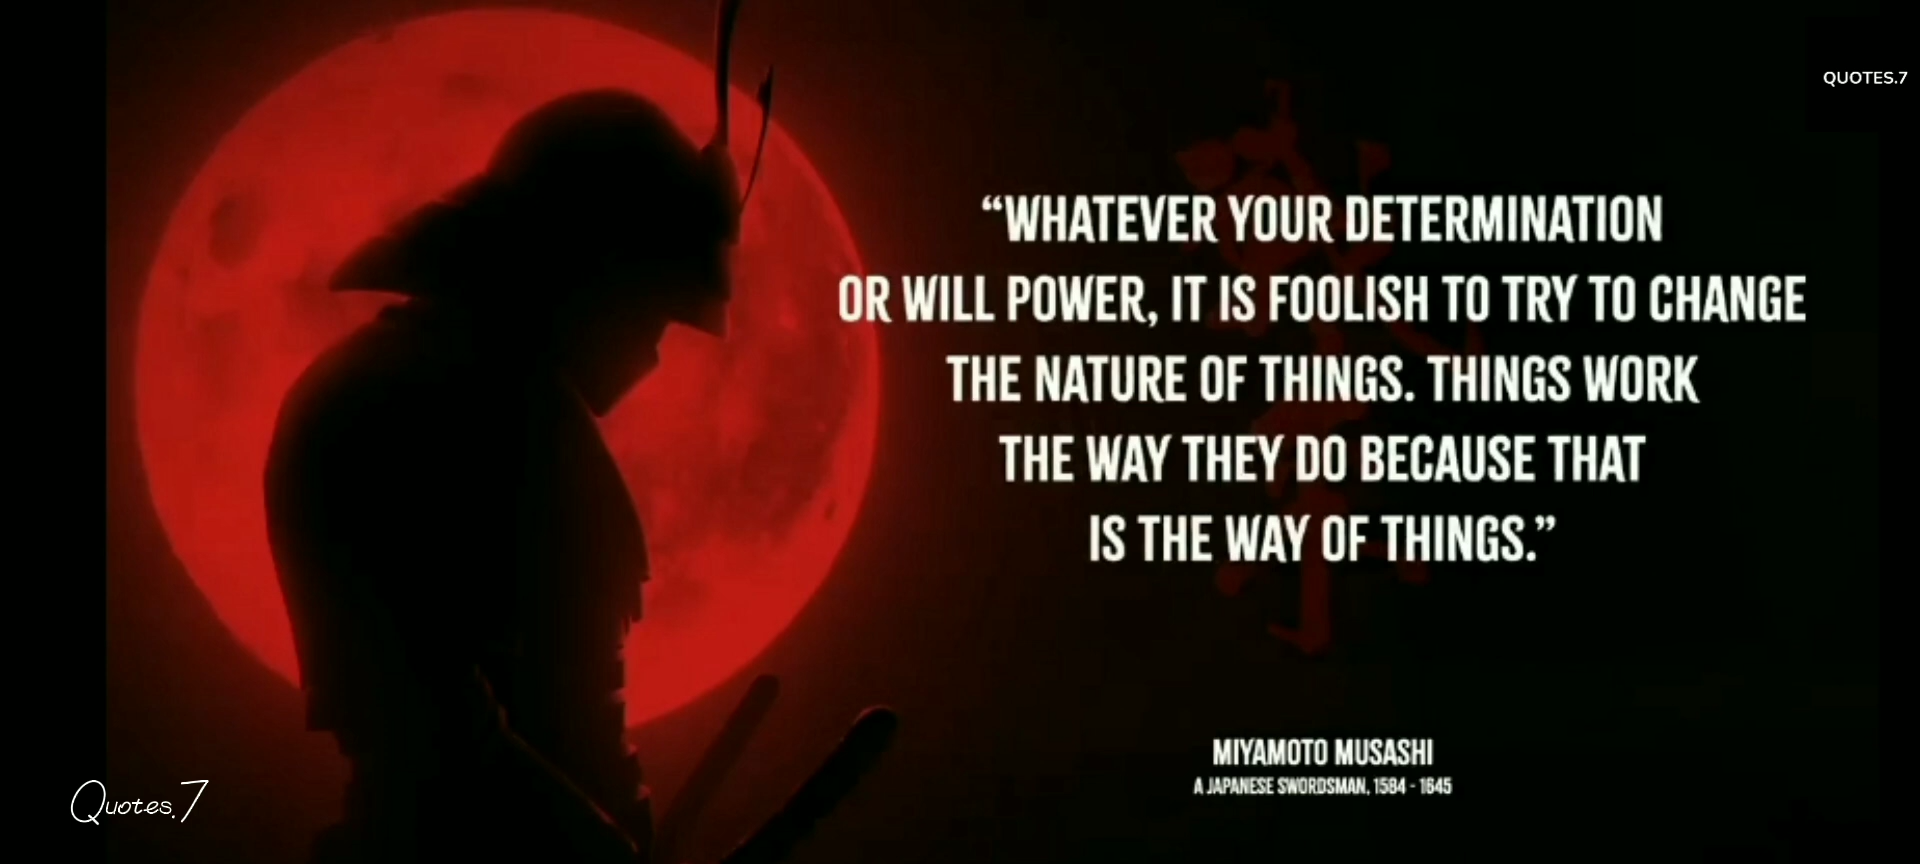 QUOTES.7
“WHATEVER YOUR DETERMINATION
OR WILL POWER, IT IS FOOLISH TO TRY TO CHANGE
THE NATURE OF THINGS. THINGS WORK
THE WAY THEY DO BECAUSE THAT
IS THE WAY OF THINGS.”
MIYAMOTO MUSASHI
A JAPANESE SWORDSMAN, 1584 - 1645
Quotes.7